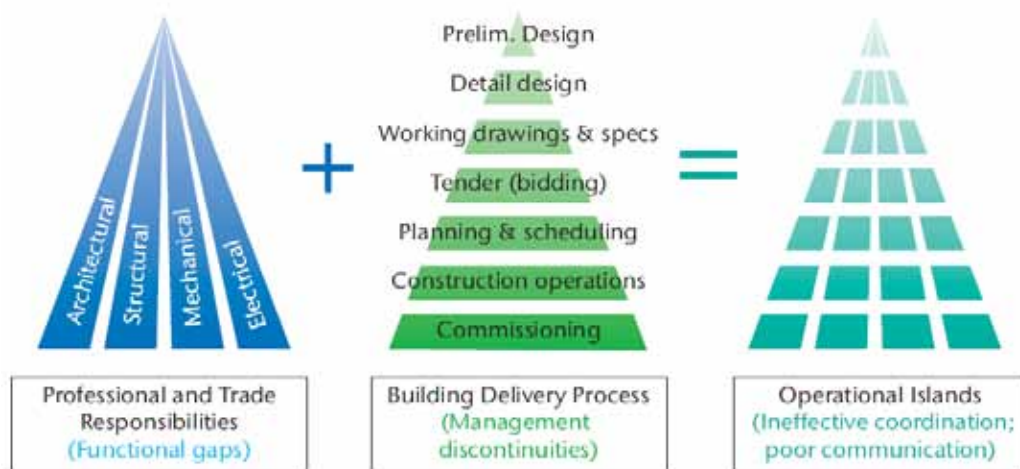 Architectural
Structural
Mechanical
Electrical
+
Prelim. Design
Detail design
Working drawings & specs
Tender (bidding)
Planning & scheduling
Construction operations
Commissioning
=
Professional and Trade
Responsibilities
(Functional gaps)
Building Delivery Process
(Management
discontinuities)
Operational Islands
(Ineffective coordination;
poor communication)